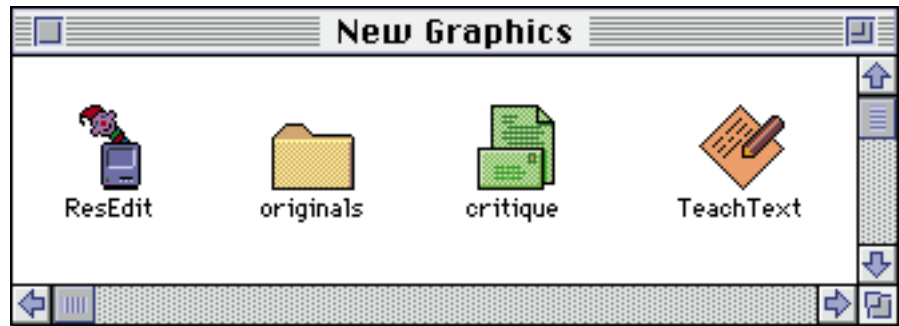 New Graphics
ResEdit
originals
critique
TeachText